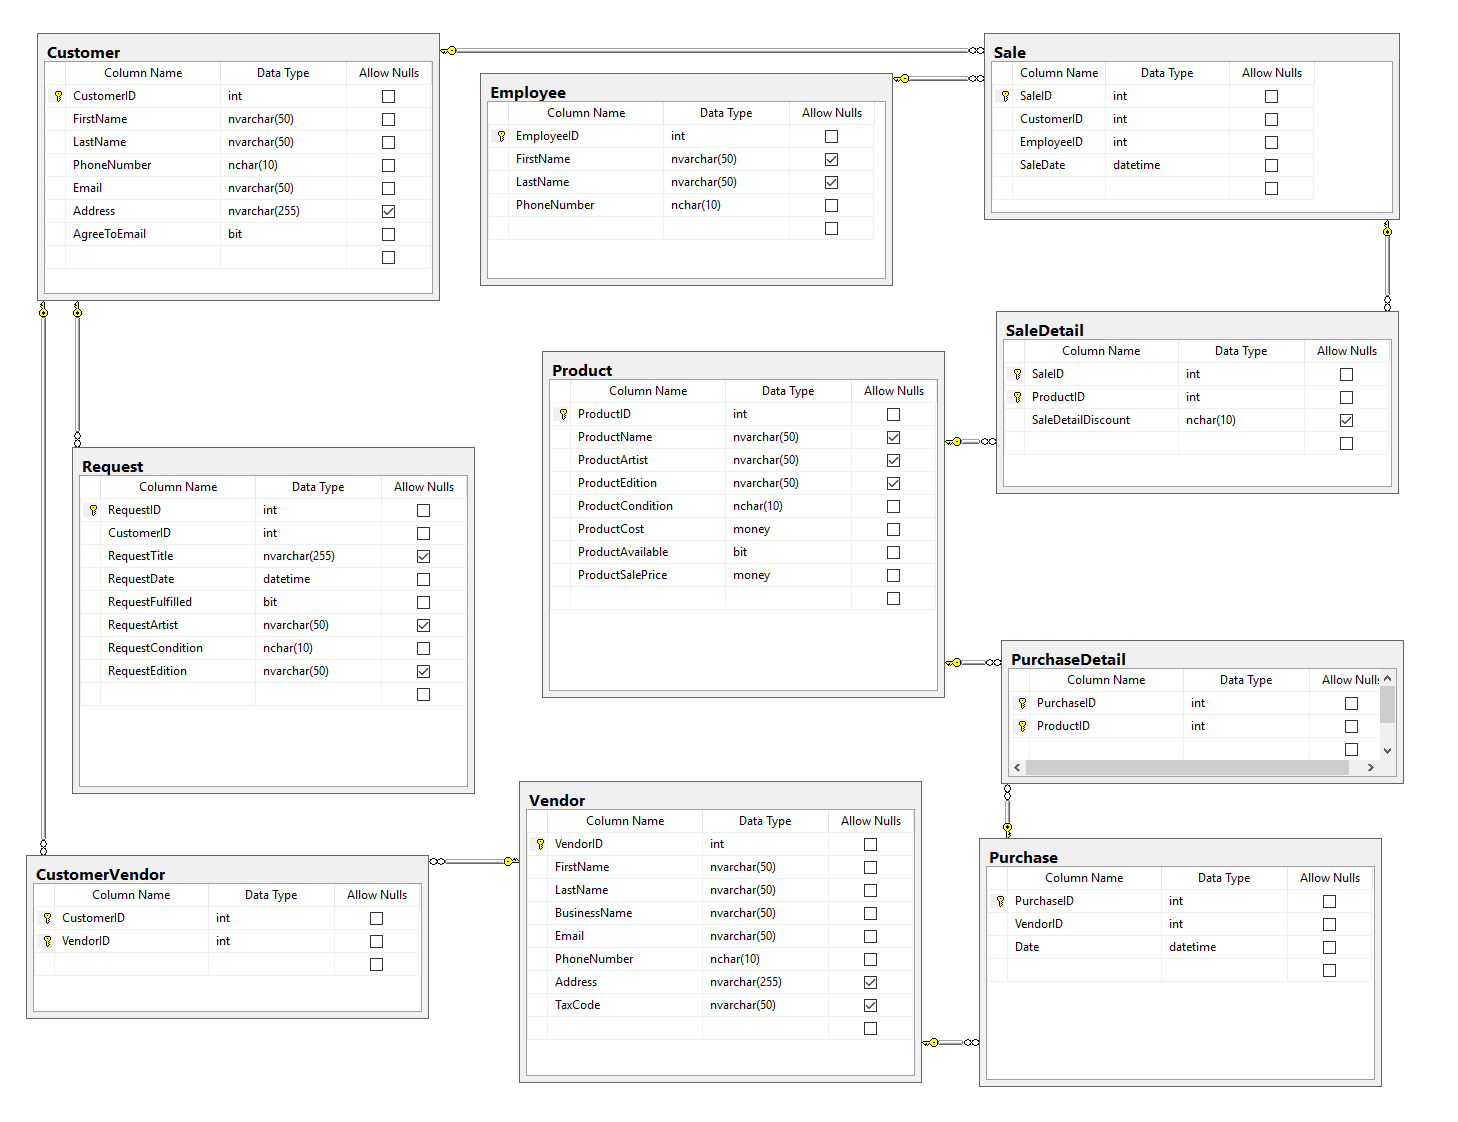 Customer
Column Name Data Type Allow Nulls
CustomerID int
FirstName nvarchar(50)
LastName nvarchar(50)
PhoneNumber nchar(10)
Email nvarchar(50)
Address nvarchar(255)
AgreeToEmail bit
Employee
Column Name Data Type Allow Nulls
EmployeeID int
FirstName nvarchar(50)
LastName nvarchar(50)
PhoneNumber nchar(10)
Sale
Column Name Data Type Allow Nulls
SaleID int
CustomerID int
EmployeeID int
SaleDate datetime
SaleDetail
Column Name Data Type Allow Nulls
SaleID int
ProductID int
SaleDetailDiscount nchar(10)
Product
Column Name Data Type Allow Nulls
ProductID int
ProductName nvarchar(50)
ProductArtist nvarchar(50)
ProductEdition nvarchar(50)
ProductCondition nchar(10)
ProductCost money
ProductAvailable bit
ProductSalePrice money
Request
Column Name Data Type Allow Nulls
RequestID int
CustomerID int
RequestTitle nvarchar(255)
RequestDate datetime
RequestFulfilled bit
RequestArtist nvarchar(50)
RequestCondition nchar(10)
RequestEdition nvarchar(50)
PurchaseDetail
Column Name Data Type Allow Nulls
PurchaseID int
ProductID int
Vendor
Column Name Data Type Allow Nulls
VendorID int
FirstName nvarchar(50)
LastName nvarchar(50)
BusinessName nvarchar(50)
Email nvarchar(50)
PhoneNumber nchar(10)
Address nvarchar(255)
TaxCode nvarchar(50)
Purchase
Column Name Data Type Allow Nulls
PurchaseID int
VendorID int
Date datetime
CustomerVendor
Column Name Data Type Allow Nulls
CustomerID int
VendorID int